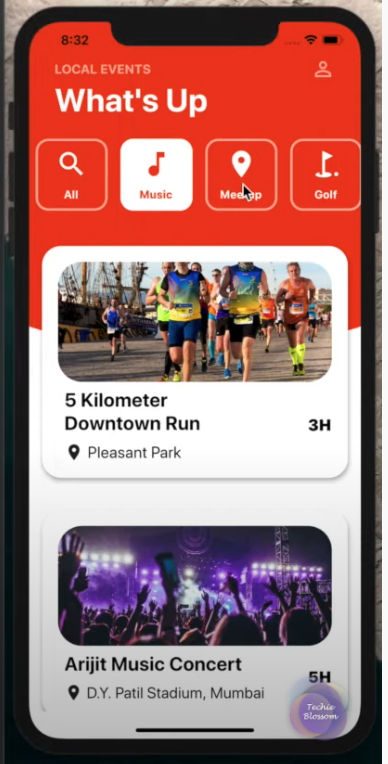 8:32
LOCAL EVENTS
What's Up
All
Music
Meetup
Golf
5 Kilometer
Downtown Run
3H
Pleasant Park
Arijit Music Concert
5H
D.Y. Patil Stadium, Mumbai
Techie
Blossom